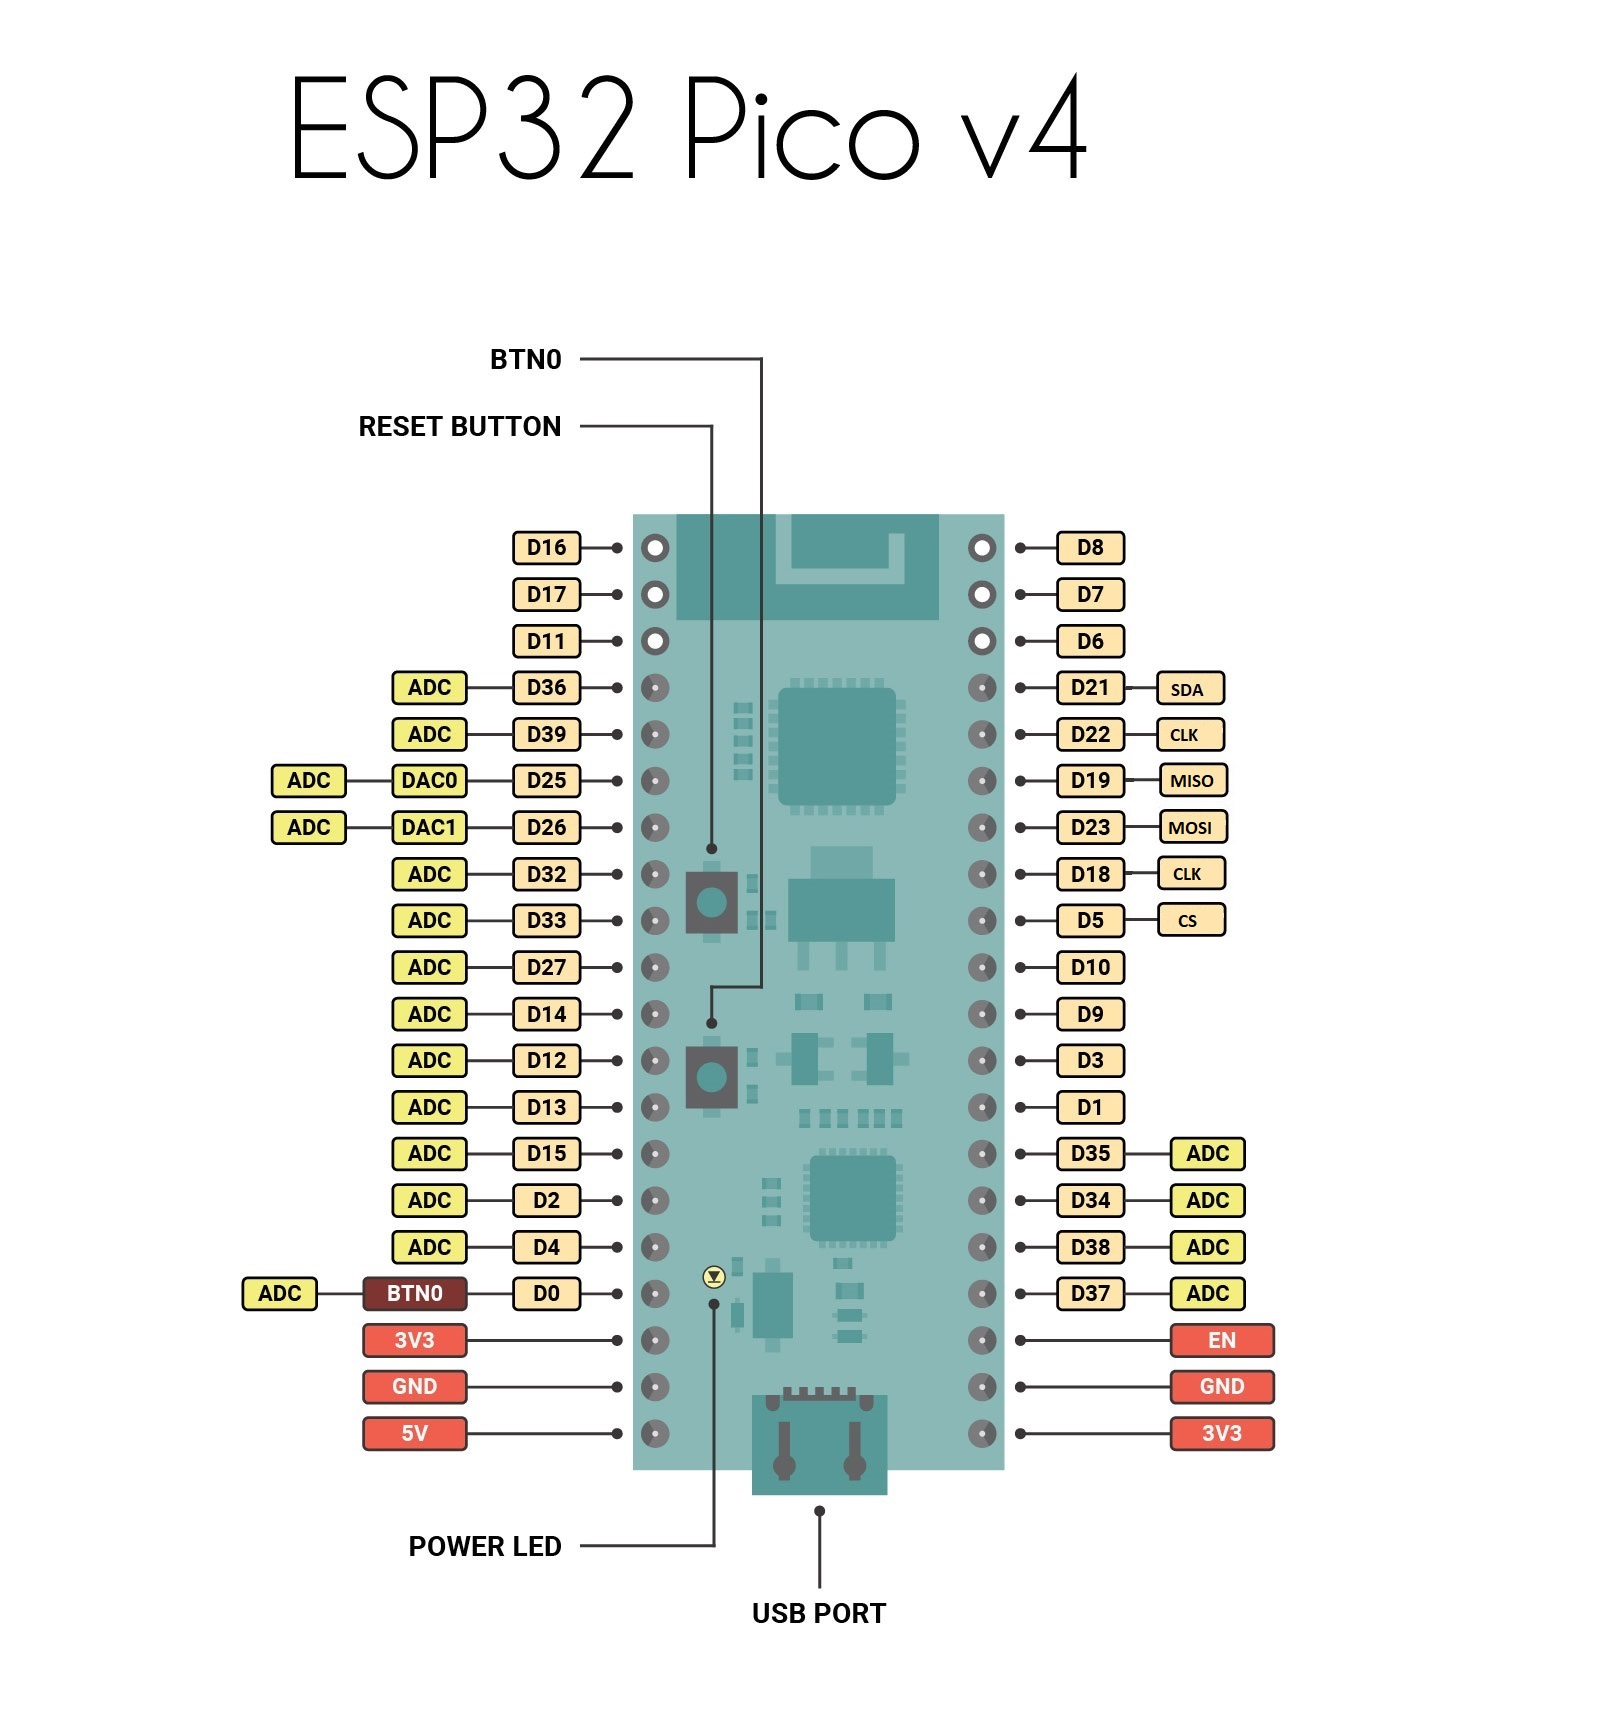 ESP32 Pico v4
BTN0
RESET BUTTON
D16 D8
D17 D7
D11 D6
ADC D36 D21 SDA
ADC D39 D22 CLK
ADC DAC0 D25 D19 MISO
ADC DAC1 D26 D23 MOSI
ADC D32 D18 CLK
ADC D33 D5 CS
ADC D27 D10
ADC D14 D9
ADC D12 D3
ADC D13 D1
ADC D15 D35 ADC
ADC D2 D34 ADC
ADC D4 D38 ADC
ADC BTN0 D0 D37 ADC
3V3 EN
GND GND
5V 3V3
POWER LED
USB PORT